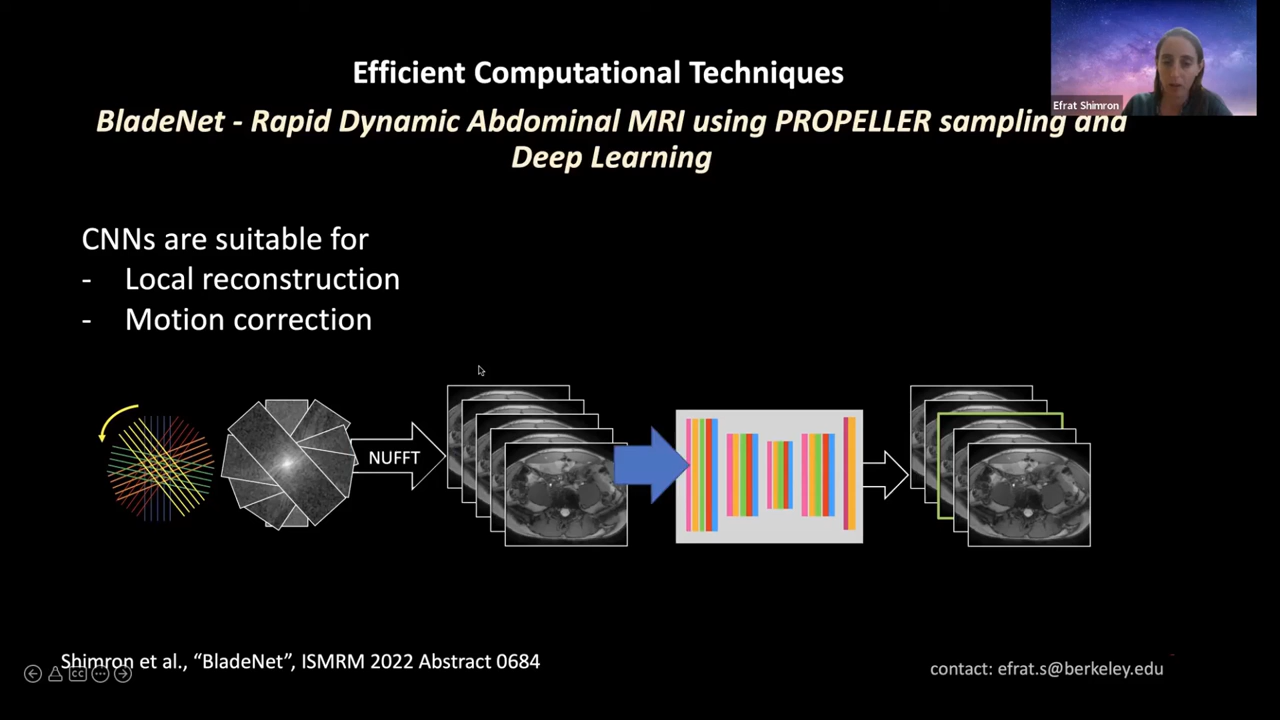 Efficient Computational Techniques
Efrat Shimron
BladeNet - Rapid Dynamic Abdominal MRI using PROPELLER sampling and
Deep Learning
CNNs are suitable for
- Local reconstruction
- Motion correction
NUFFT
Shimron et al., “BladeNet”, ISMRM 2022 Abstract 0684
CC
contact: efrat.s@berkeley.edu